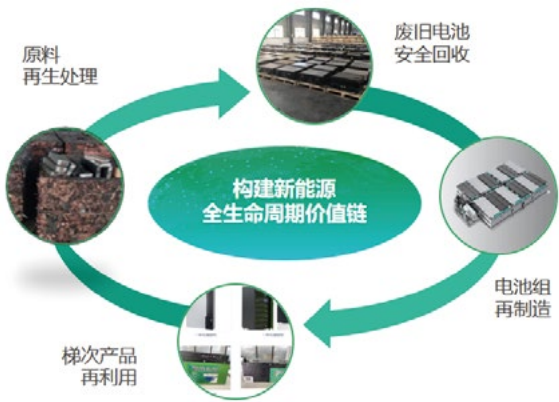 原料
再生处理
废旧电池
安全回收
构建新能源
全生命周期价值链
电池组
再制造
梯次产品
再利用